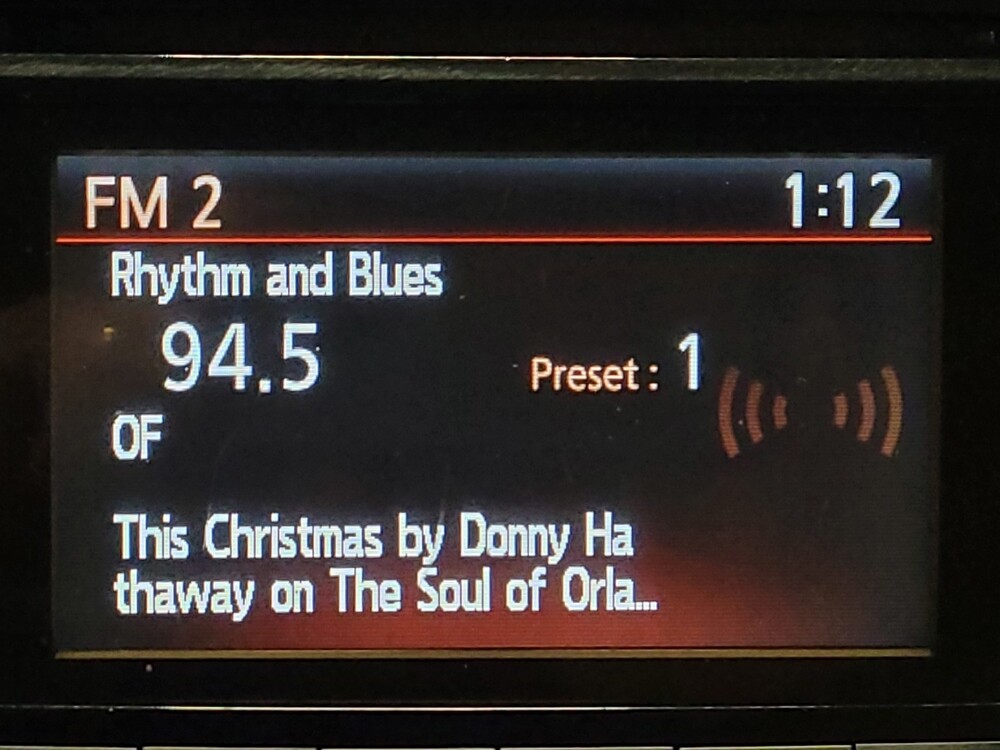 FM 2 1:12
Rhythm and Blues
94.5 Preset : 1
OF
This Christmas by Donny Ha
thaway on The Soul of Orla...